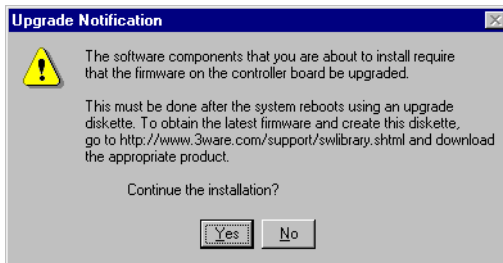 Upgrade Notification
The software components that you are about to install require
that the firmware on the controller board be upgraded.
This must be done after the system reboots using an upgrade
diskette. To obtain the latest firmware and create this diskette,
go to http://www.3ware.com/support/swlibrary.shtml and download
the appropriate product.
Continue the installation?
Yes No